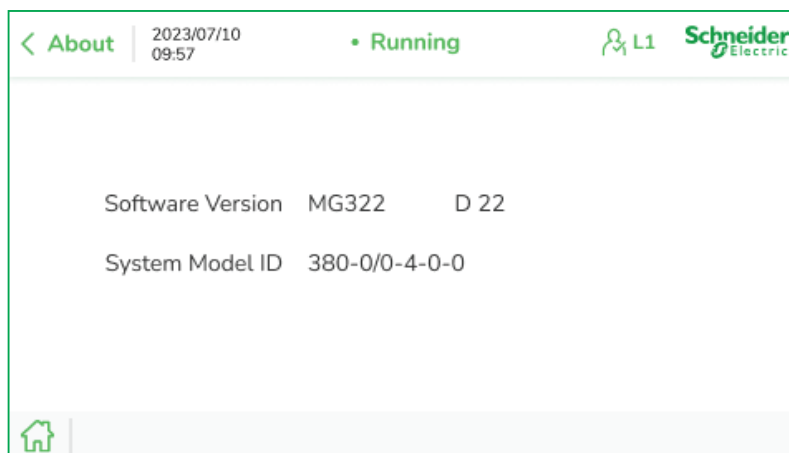 About
2023/07/10
09:57
• Running
L1
Schneider
Electric
Software Version MG322 D 22
System Model ID 380-0/0-4-0-0